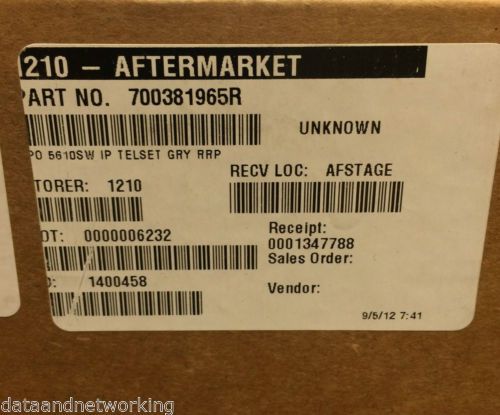 1210 - AFTERMARKET
PART NO. 700381965R
UNKNOWN
PO 5610SW IP TELSET GRY RRP
RECV LOC: AFSTAGE
TORER: 1210
OT: 0000006232
Receipt:
0001347788
Sales Order:
D: 1400458
Vendor:
9/5/12 7:41
dataandnetworking
dataandnetworking